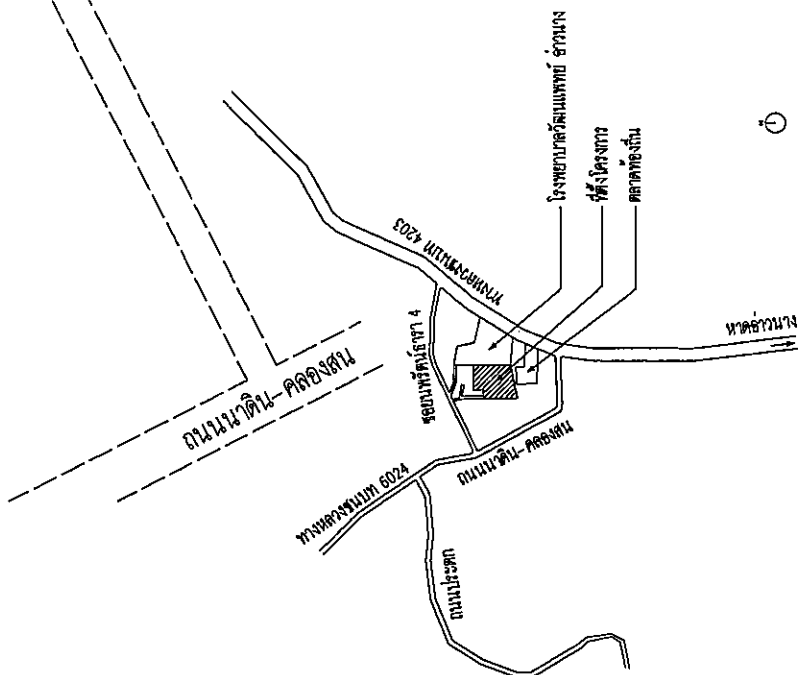 โรงพยาบาลวัฒนแพทย์ อ่าวนาง
ที่ตั้งโครงการ
ตลาดท้องถิ่น
ทางหลวงชนบท 4203
ซอยนพรัตน์ธารา 4
ถนนนาตีน-คลองสน
หาดอ่าวนาง
ถนนนาตีน-คลองสน
ทางหลวงชนบท 6024
ถนนประตก